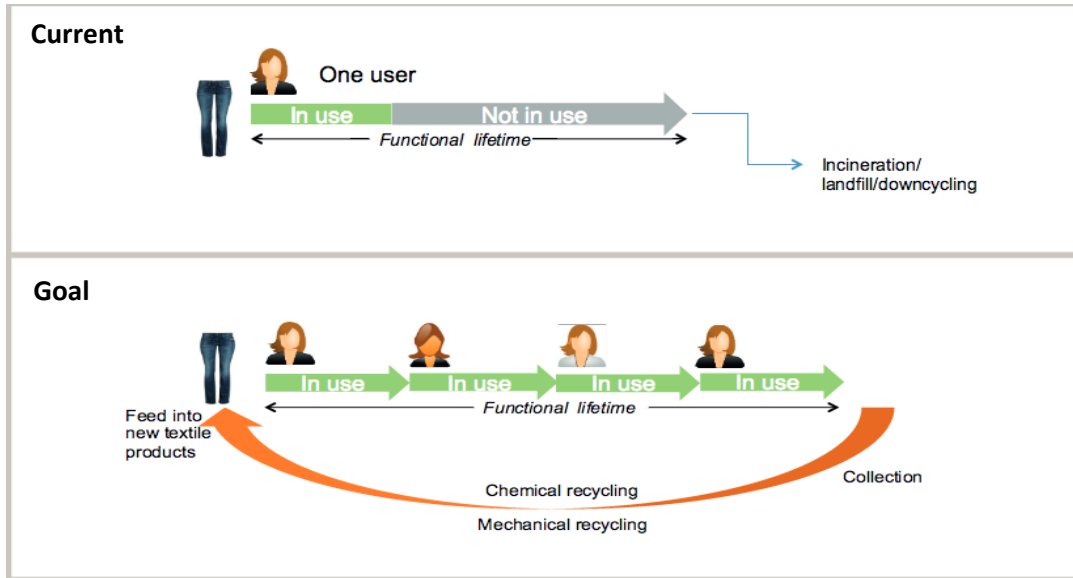 Current
One user
In use
Not in use
Functional lifetime
Incineration/
landfill/downcycling
Goal
In use
In use
In use
In use
Functional lifetime
Feed into
new textile
products
Collection
Chemical recycling
Mechanical recycling